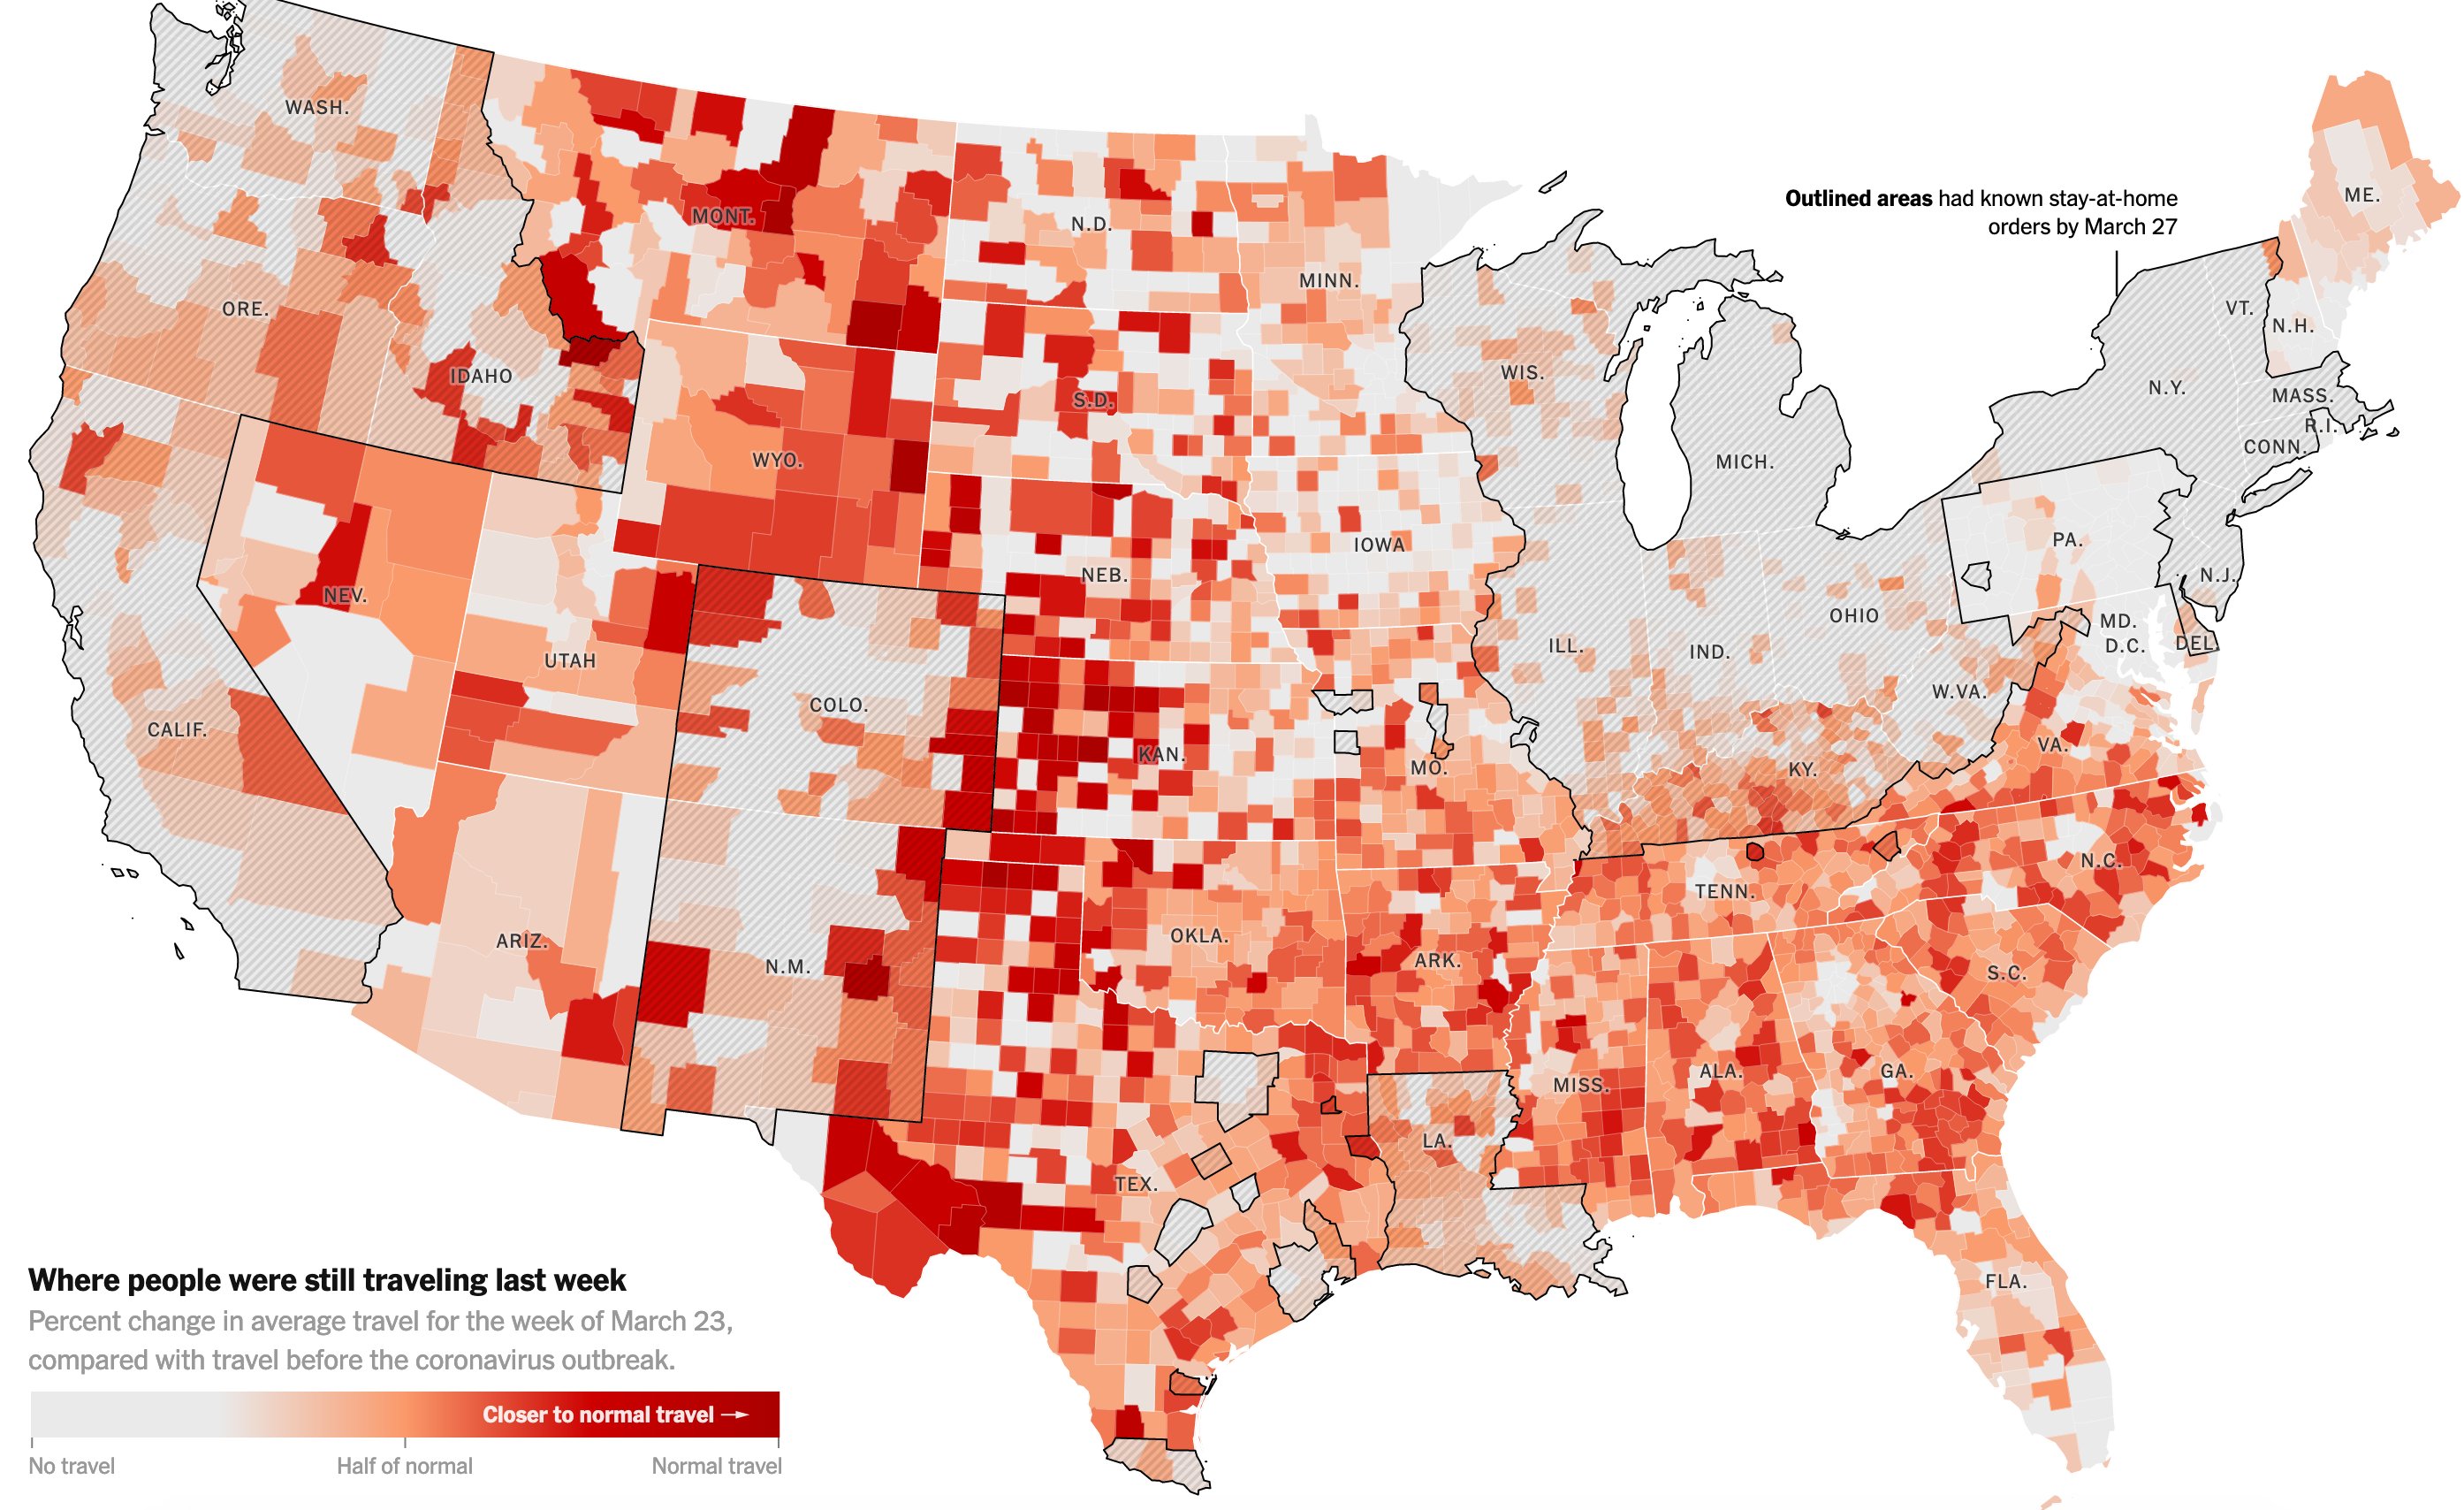 WASH.
MONT.
N.D.
MINN.
Outlined areas had known stay-at-home
orders by March 27
ME.
ORE.
IDAHO
WYO.
S.D.
WIS.
MICH.
VT.
N.H.
N.Y.
MASS.
R.I.
CONN.
NEV.
UTAH
COLO.
NEB.
IOWA
ILL.
IND.
OHIO
PA.
N.J.
MD.
D.C.
DEL.
W.VA.
VA.
CALIF.
KAN.
MO.
KY.
ARIZ.
N.M.
OKLA.
ARK.
TENN.
N.C.
S.C.
TEX.
LA.
MISS.
ALA.
GA.
FLA.
Where people were still traveling last week
Percent change in average travel for the week of March 23,
compared with travel before the coronavirus outbreak.
Closer to normal travel →
No travel Half of normal Normal travel